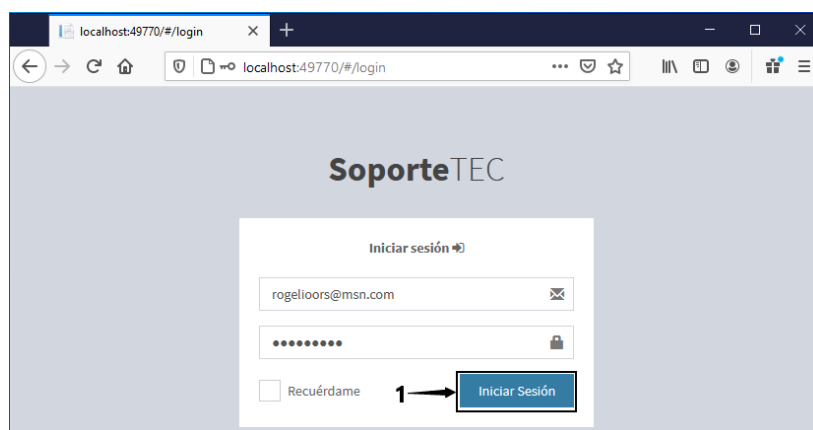 localhost:49770/#/login
localhost:49770/#/login
SoporteTEC
Iniciar sesión
rogelioors@msn.com
Recuérdame
1
Iniciar Sesión